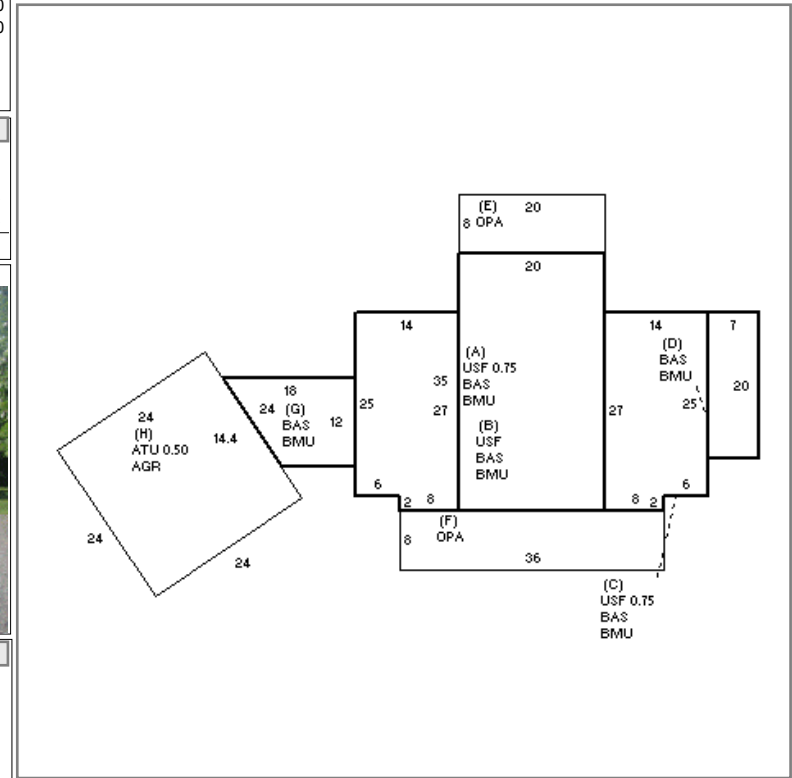 0
0
(E) 20
8 OPA
20
14
14
7
(D)
BAS
BMU
(A)
USF 0.75
BAS
BMU
35
27
25
27
25
20
18
24 (G) 12
BAS
BMU
24
(H)
ATU 0.50
AGR
14.4
(B)
USF
BAS
BMU
6
2 8
8 2
6
(F)
OPA
8
36
24
24
(C)
USF 0.75
BAS
BMU